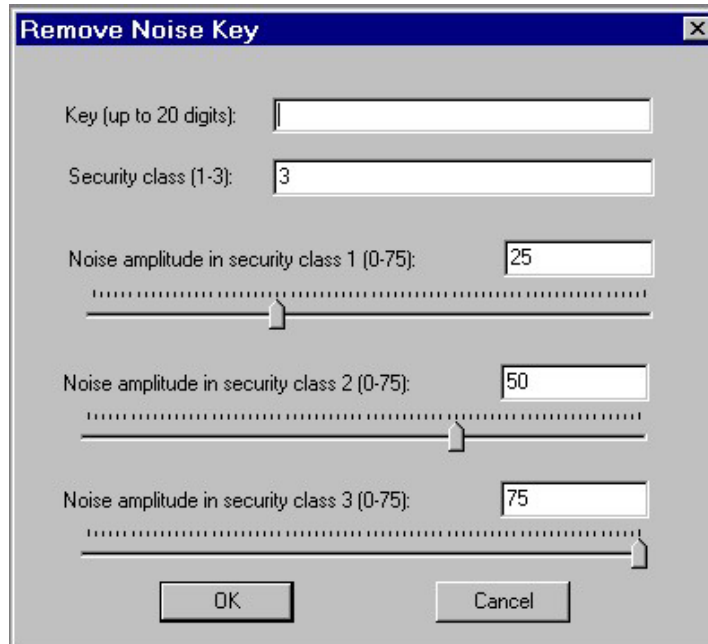 Remove Noise Key
Key (up to 20 digits):
Security class (1-3): 3
Noise amplitude in security class 1 (0-75): 25
Noise amplitude in security class 2 (0-75): 50
Noise amplitude in security class 3 (0-75): 75
OK Cancel